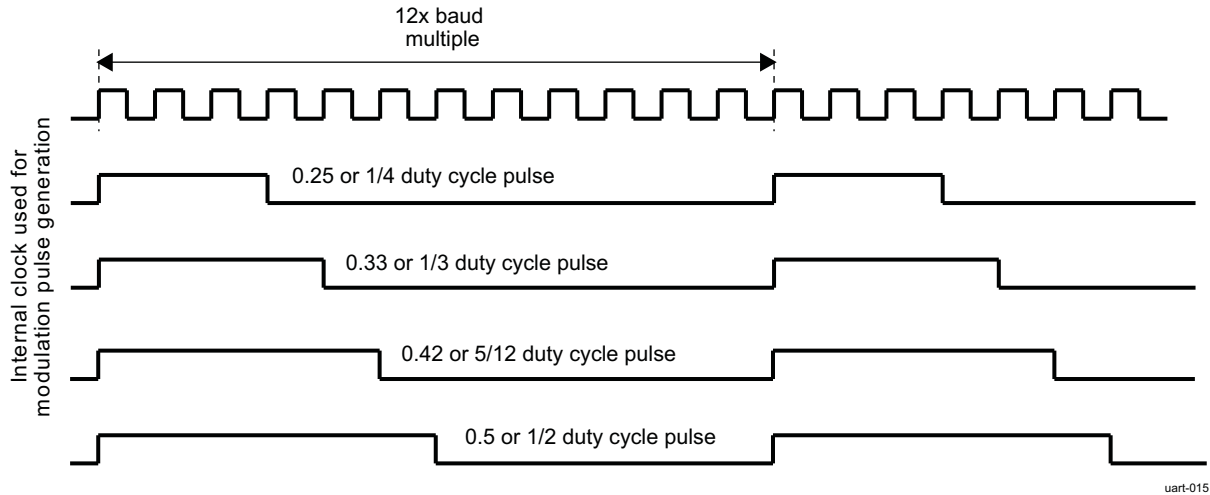 12x baud
multiple
Internal clock used for
modulation pulse generation
0.25 or 1/4 duty cycle pulse
0.33 or 1/3 duty cycle pulse
0.42 or 5/12 duty cycle pulse
0.5 or 1/2 duty cycle pulse
uart-015